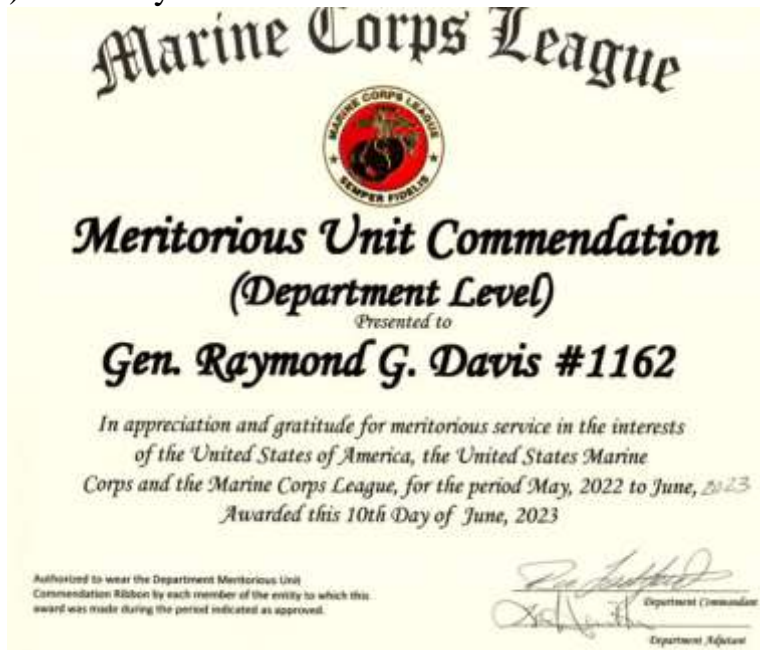 Marine Corps League
MARINE CORPS LEAGUE
SEMPER FIDELIS
Meritorious Unit Commendation
(Department Level)
Presented to
Gen. Raymond G. Davis #1162
In appreciation and gratitude for meritorious service in the interests
of the United States of America, the United States Marine
Corps and the Marine Corps League, for the period May, 2022 to June, 2023
Awarded this 10th Day of June, 2023
Authorized to wear the Department Meritorious Unit
Commendation Ribbon by each member of the entity to which this
award was made during the period indicated as approved.
Department Commandant
Department Adjutant